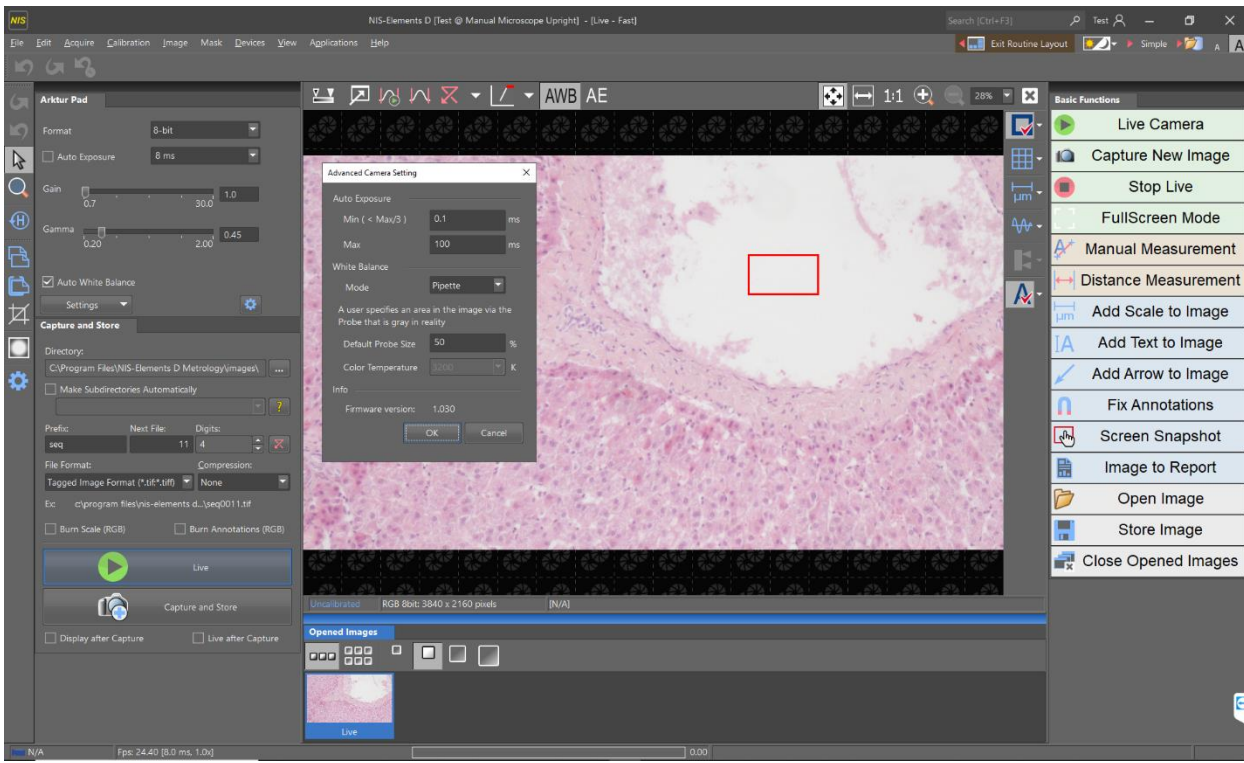 NIS
NIS-Elements D [Test @ Manual Microscope Upright] - [Live - Fast]
Search (Ctrl+F3)
Test
File Edit Acquire Calibration Image Mask Devices View Applications Help
Exit Routine Layout
Simple
A
A
Arktur Pad
Format
8-bit
Auto Exposure
8 ms
Gain
0.7
30.0
1.0
Gamma
0.20
2.00
0.45
Auto White Balance
Settings
Capture and Store
Directory:
C:\Program Files\NIS-Elements D Metrology\images\
...
Make Subdirectories Automatically
?
Prefix: Next File: Digits:
seq 11 4
File Format: Compression:
Tagged Image Format (*.tif;*.tiff) None
Ex: c:\program files\nis-elements d...\seq0011.tif
Burn Scale (RGB) Burn Annotations (RGB)
Live
Capture and Store
Display after Capture Live after Capture
AWB AE
1:1
28%
Advanced Camera Setting
Auto Exposure
Min ( < Max/3 ) 0.1 ms
Max 100 ms
White Balance
Mode Pipette
A user specifies an area in the image via the
Probe that is gray in reality
Default Probe Size 50 %
Color Temperature 3200 K
Info
Firmware version: 1.030
OK Cancel
μm
A
Uncalibrated RGB 8bit: 3840 x 2160 pixels [N/A]
Opened Images
Live
Basic Functions
Live Camera
Capture New Image
Stop Live
FullScreen Mode
Manual Measurement
Distance Measurement
μm
Add Scale to Image
IA
Add Text to Image
Add Arrow to Image
Fix Annotations
Screen Snapshot
Image to Report
Open Image
Store Image
Close Opened Images
N/A Fps: 24.40 [8.0 ms, 1.0x] 0.00